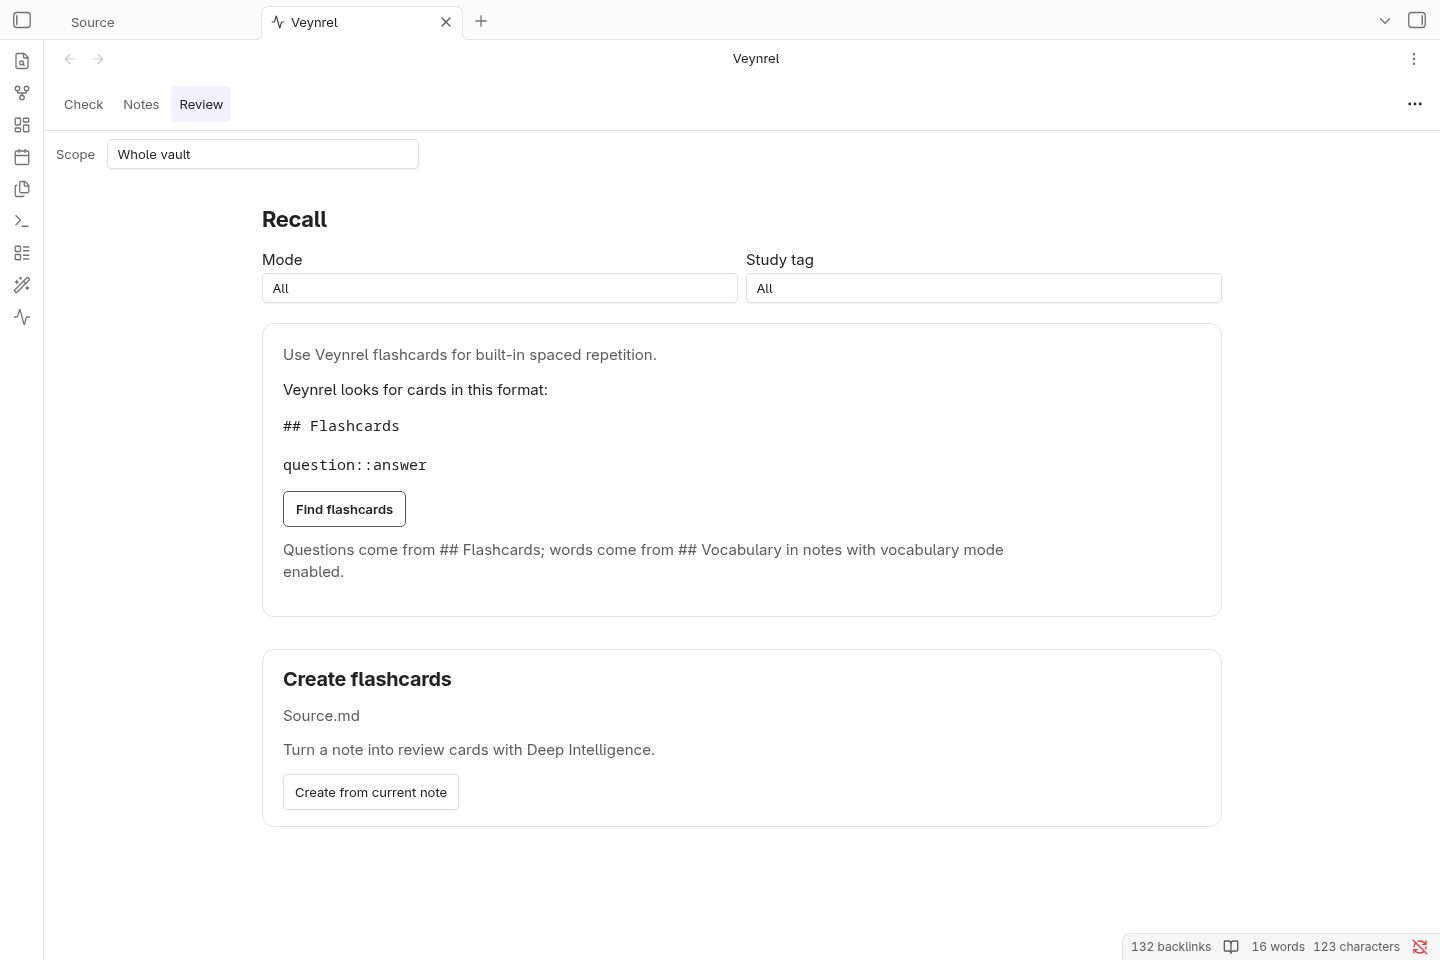 Source
Veynrel
Veynrel
Check
Notes
Review
Scope
Whole vault
Recall
Mode
Study tag
All
All
Use Veynrel flashcards for built-in spaced repetition.
Veynrel looks for cards in this format:
## Flashcards
question::answer
Find flashcards
Questions come from ## Flashcards; words come from ## Vocabulary in notes with vocabulary mode
enabled.
Create flashcards
Source.md
Turn a note into review cards with Deep Intelligence.
Create from current note
132 backlinks
16 words
123 characters